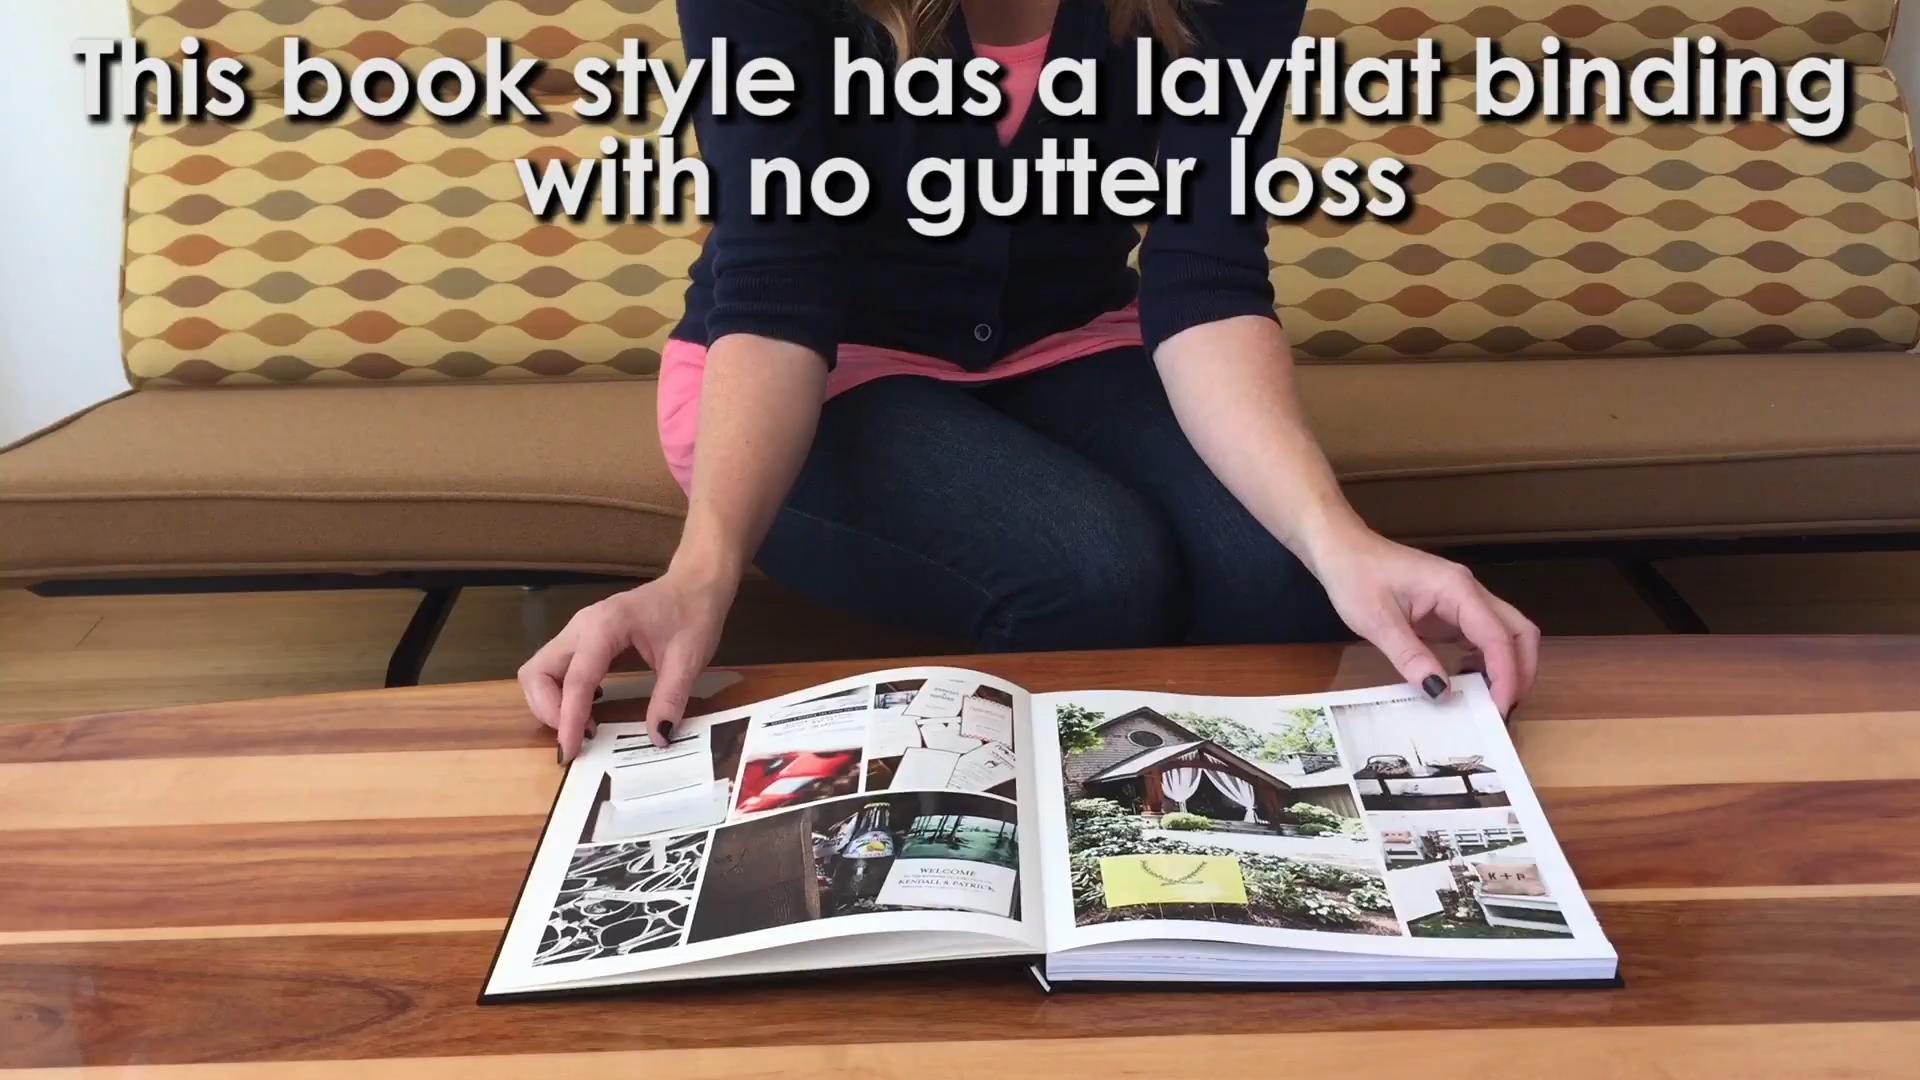 This book style has a layflat binding
with no gutter loss
WELCOME
KENDALL & PATRICK
K+P